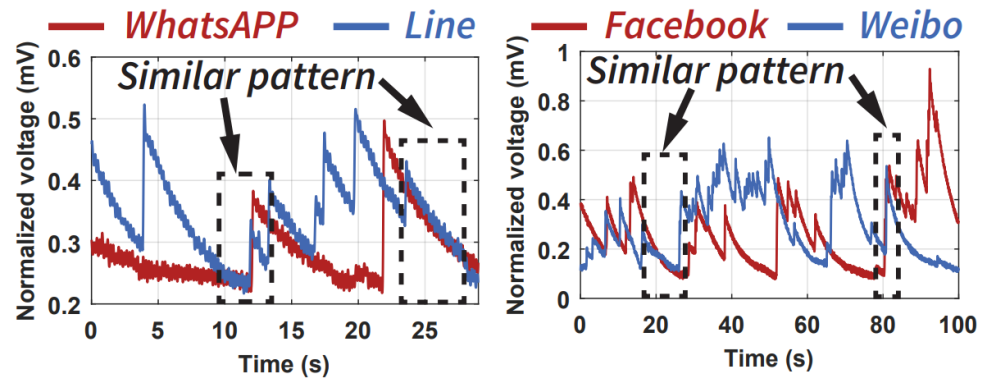 WhatsAPP Line
Similar pattern
Normalized voltage (mV)
0.6
0.5
0.4
0.3
0.2
0 5 10 15 20 25
Time (s)
Facebook Weibo
Similar pattern
Normalized voltage (mV)
1
0.8
0.6
0.4
0.2
0
0 20 40 60 80 100
Time (s)